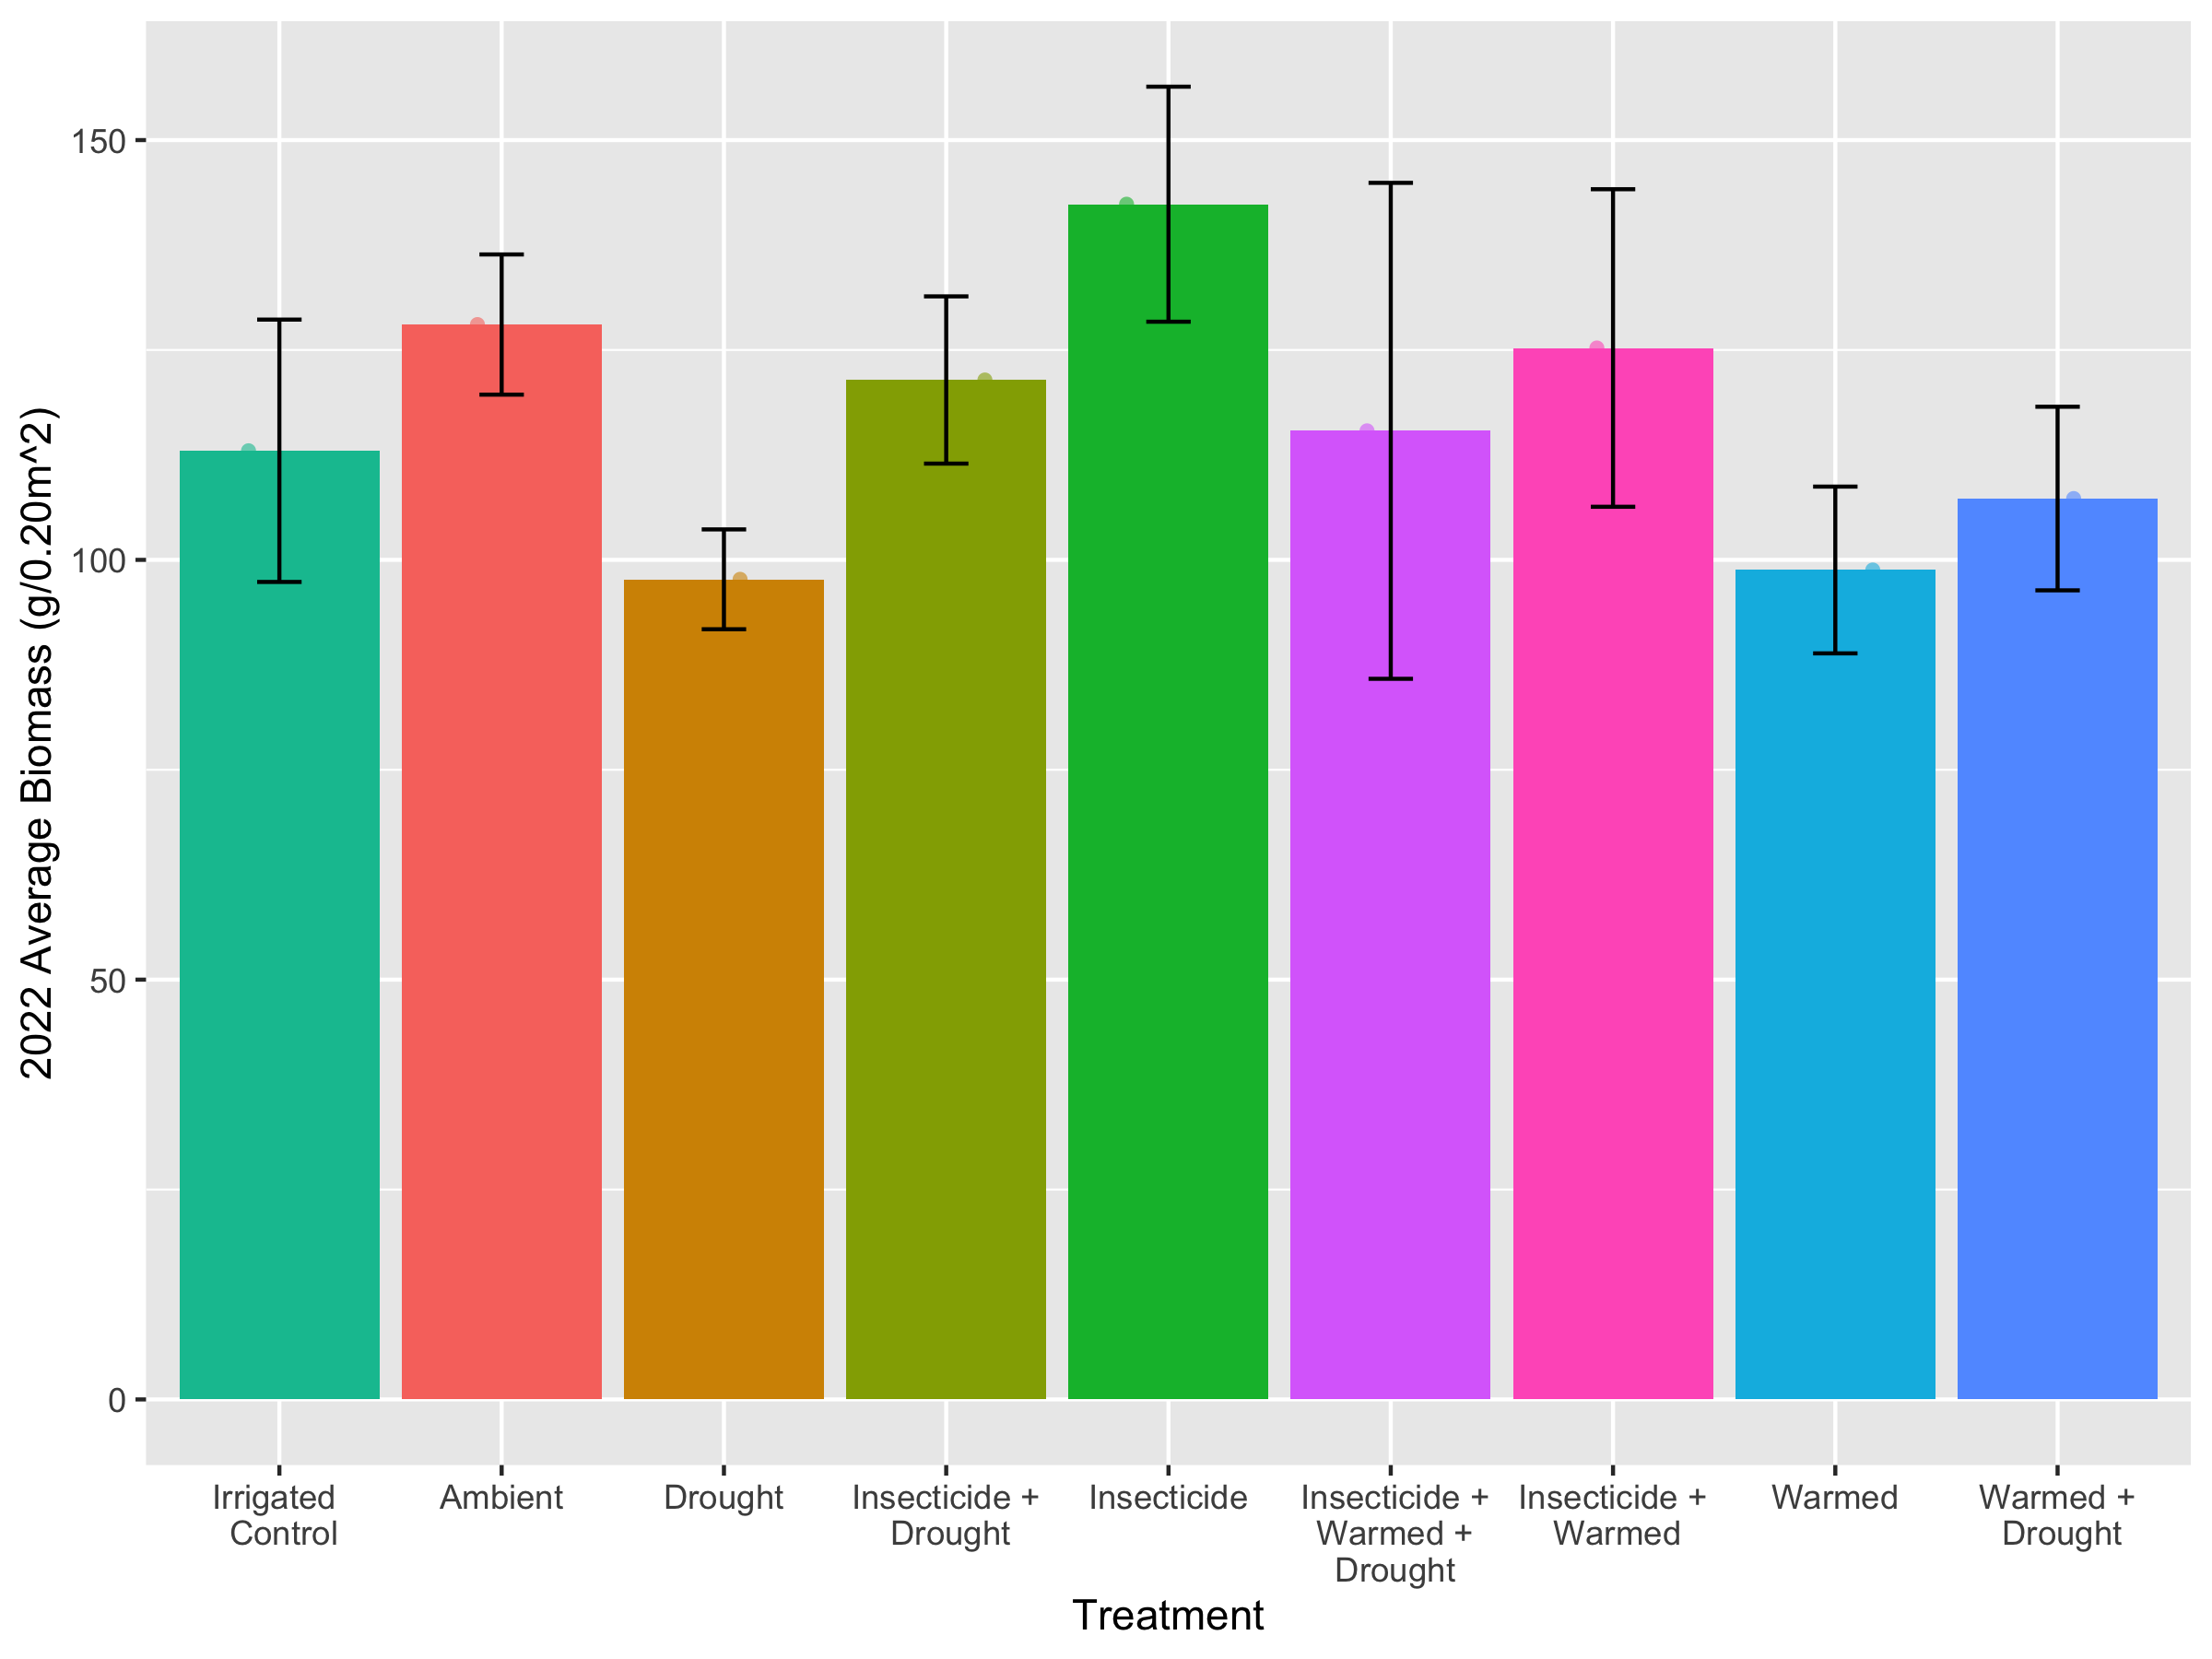 2022 Average Biomass (g/0.20m^2)
150
100
50
0
Irrigated
Control
Ambient
Drought
Insecticide +
Drought
Insecticide
Insecticide +
Warmed +
Drought
Insecticide +
Warmed
Warmed
Warmed +
Drought
Treatment